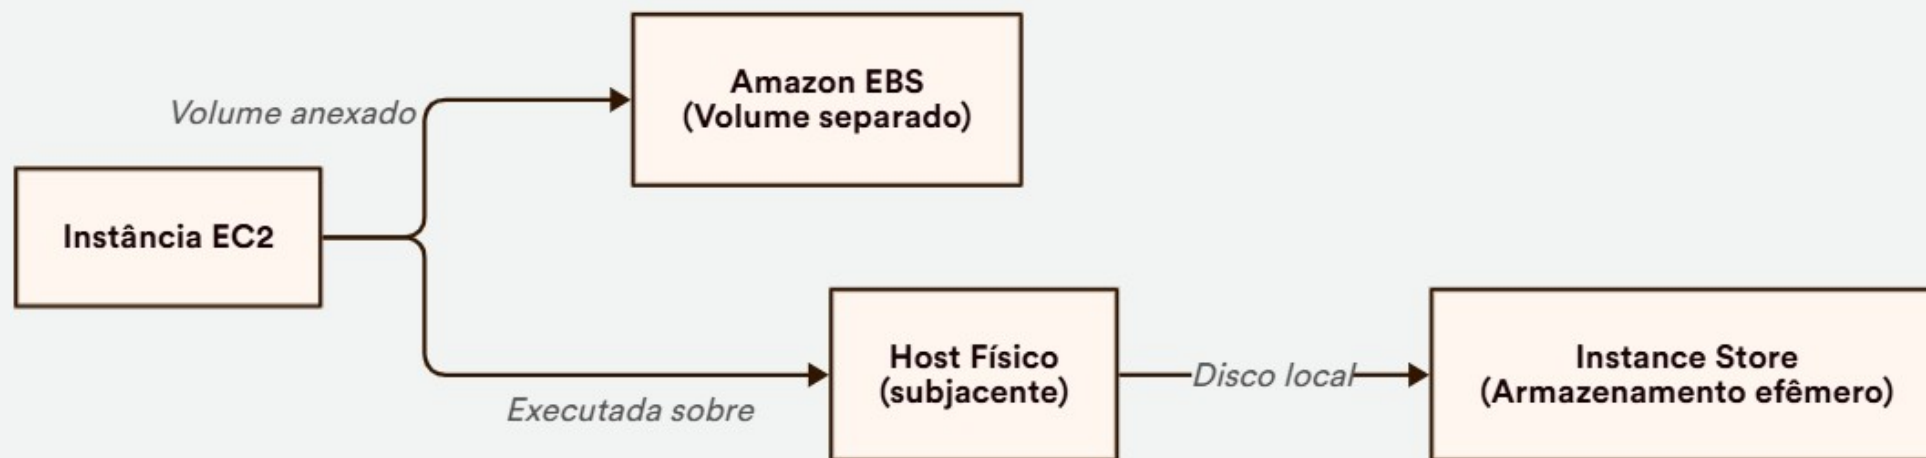 Amazon EBS
(Volume separado)
Volume anexado
Instância EC2
Host Físico
(subjacente)
Disco local
Instance Store
(Armazenamento efêmero)
Executada sobre